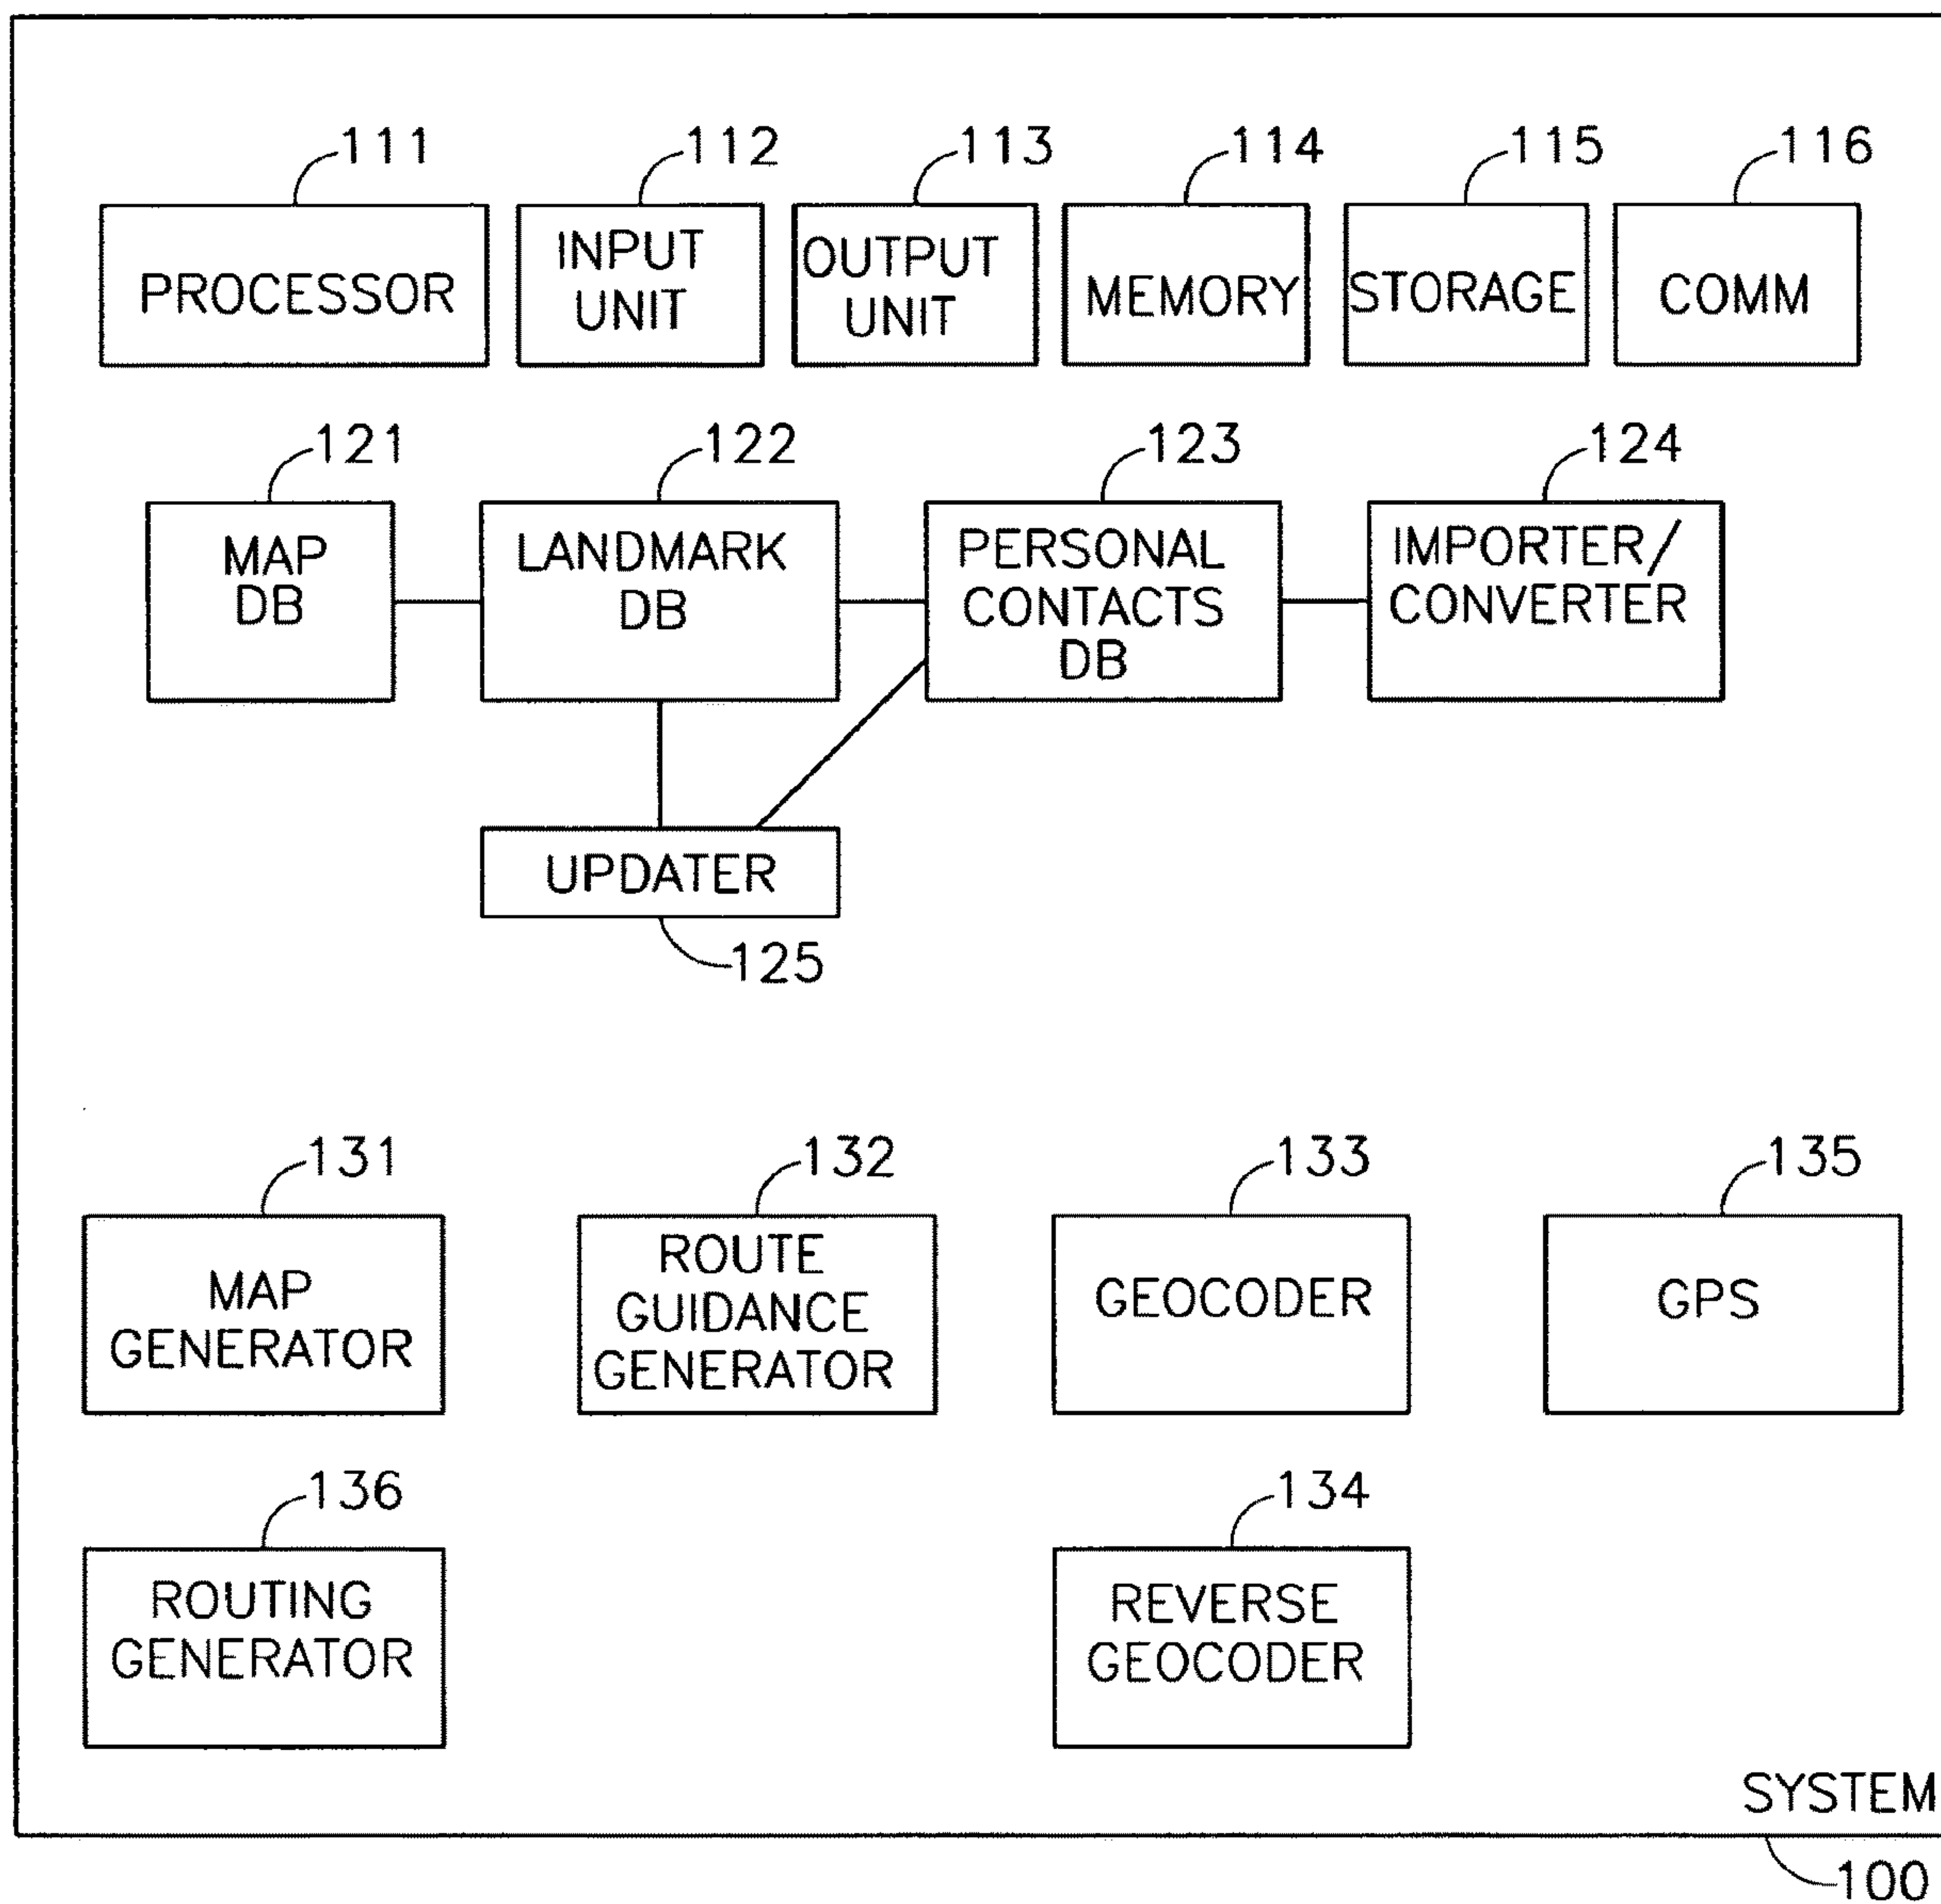 111
112
113
114
115
116
PROCESSOR
INPUT
UNIT
OUTPUT
UNIT
MEMORY
STORAGE
COMM
121
122
123
124
MAP
DB
LANDMARK
DB
PERSONAL
CONTACTS
DB
IMPORTER/
CONVERTER
UPDATER
125
131
132
133
135
MAP
GENERATOR
ROUTE
GUIDANCE
GENERATOR
GEOCODER
GPS
136
134
ROUTING
GENERATOR
REVERSE
GEOCODER
SYSTEM
100